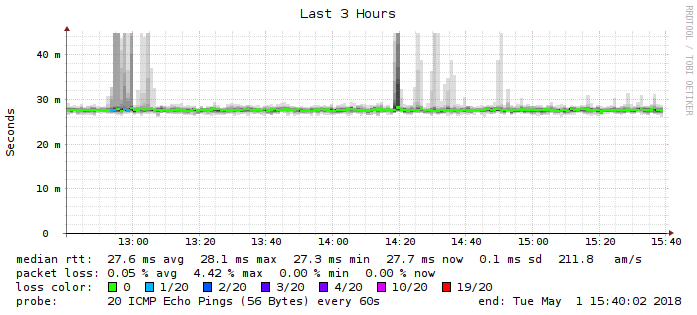 Last 3 Hours
RRDTOOL / TOBI OETIKER
Seconds
40 m
30 m
20 m
10 m
0
13:00 13:20 13:40 14:00 14:20 14:40 15:00 15:20 15:40
median rtt: 27.6 ms avg 28.1 ms max 27.3 ms min 27.7 ms now 0.1 ms sd 211.8 am/s
packet loss: 0.05 % avg 4.42 % max 0.00 % min 0.00 % now
loss color: 0 1/20 2/20 3/20 4/20 10/20 19/20
probe: 20 ICMP Echo Pings (56 Bytes) every 60s end: Tue May 1 15:40:02 2018